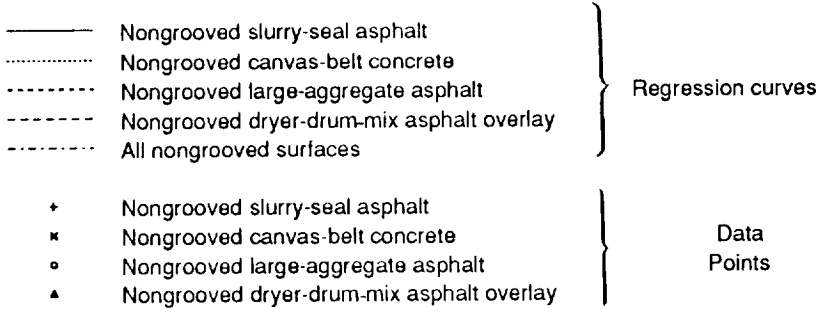 Nongrooved slurry-seal asphalt
Nongrooved canvas-belt concrete
Nongrooved large-aggregate asphalt
Nongrooved dryer-drum-mix asphalt overlay
All nongrooved surfaces
Regression curves
Nongrooved slurry-seal asphalt
Nongrooved canvas-belt concrete
Nongrooved large-aggregate asphalt
Nongrooved dryer-drum-mix asphalt overlay
Data
Points